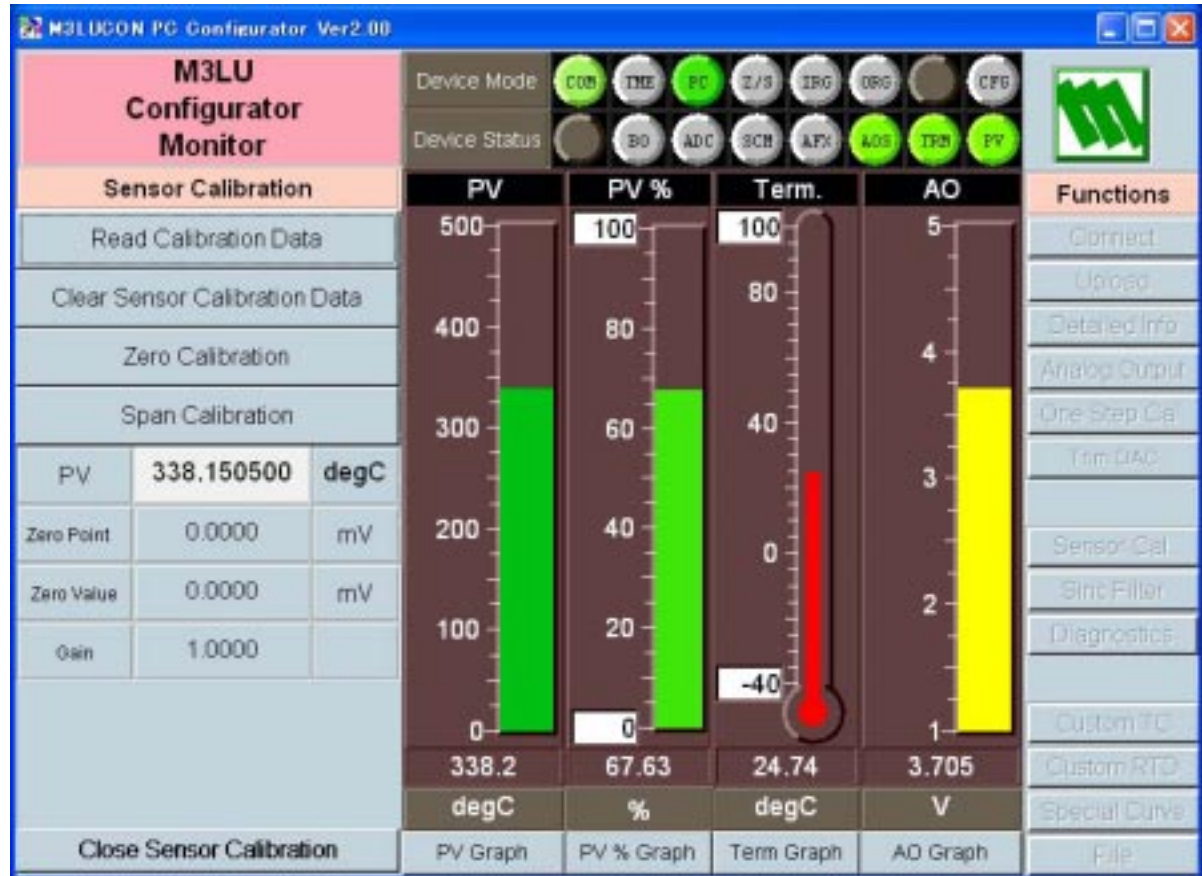 M3LUCON PC Configurator Ver2.00
M3LU
Configurator
Monitor
Device Mode COM TME PC Z/S IRG ORG CFG
Device Status BO ADC SCM AFX AOS TRM PV
Sensor Calibration
Read Calibration Data
Clear Sensor Calibration Data
Zero Calibration
Span Calibration
PV 338.150500 degC
Zero Point 0.0000 mV
Zero Value 0.0000 mV
Gain 1.0000
Close Sensor Calibration
PV
500
400
300
200
100
0
338.2
degC
PV Graph
PV %
100
80
60
40
20
0
67.63
%
PV % Graph
Term.
100
80
40
0
-40
24.74
degC
Term Graph
AO
5
4
3
2
1
3.705
V
AO Graph
Functions
Connect
Upload
Detailed Info
Analog Output
One Step Cal
Trim DAC
Sensor Cal
Sinc Filter
Diagnostics
Custom TC
Custom RTD
Special Curve
File